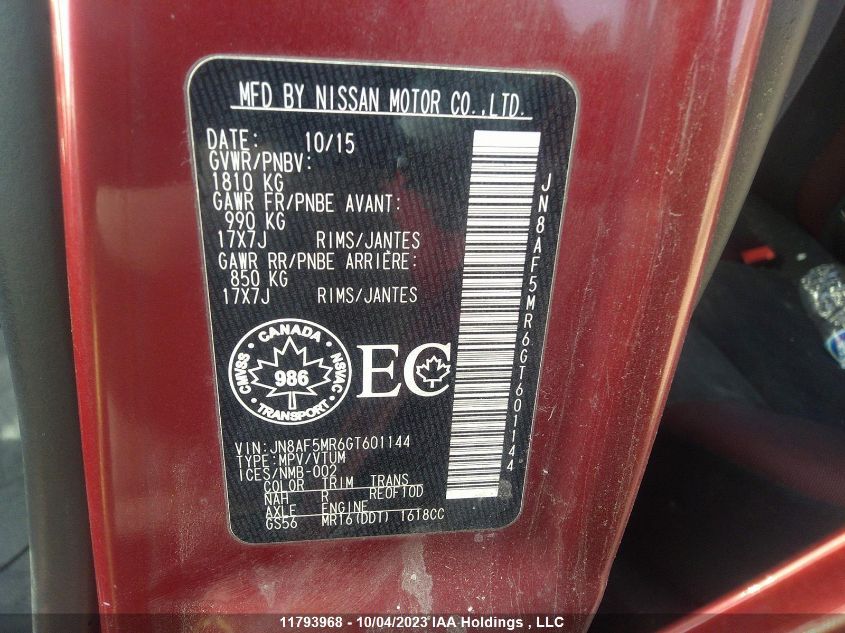 MFD BY NISSAN MOTOR CO.,LTD.
DATE: 10/15
GVWR/PNBV:
1810 KG
GAWR FR/PNBE AVANT:
990 KG
17X7J RIMS/JANTES
GAWR RR/PNBE ARRIÈRE:
850 KG
17X7J RIMS/JANTES
CANADA
CMVSS 986 NSVAC
TRANSPORT
EC
VIN:JN8AF5MR6GT601144
TYPE:MPV/VTUM
ICES/NMB-002
COLOR TRIM TRANS
NAH R RE0F10D
AXLE ENGINE
GS56 MR16(DDT) 1618CC
JN8AF5MR6GT601144
11793968 - 10/04/2023 IAA Holdings , LLC